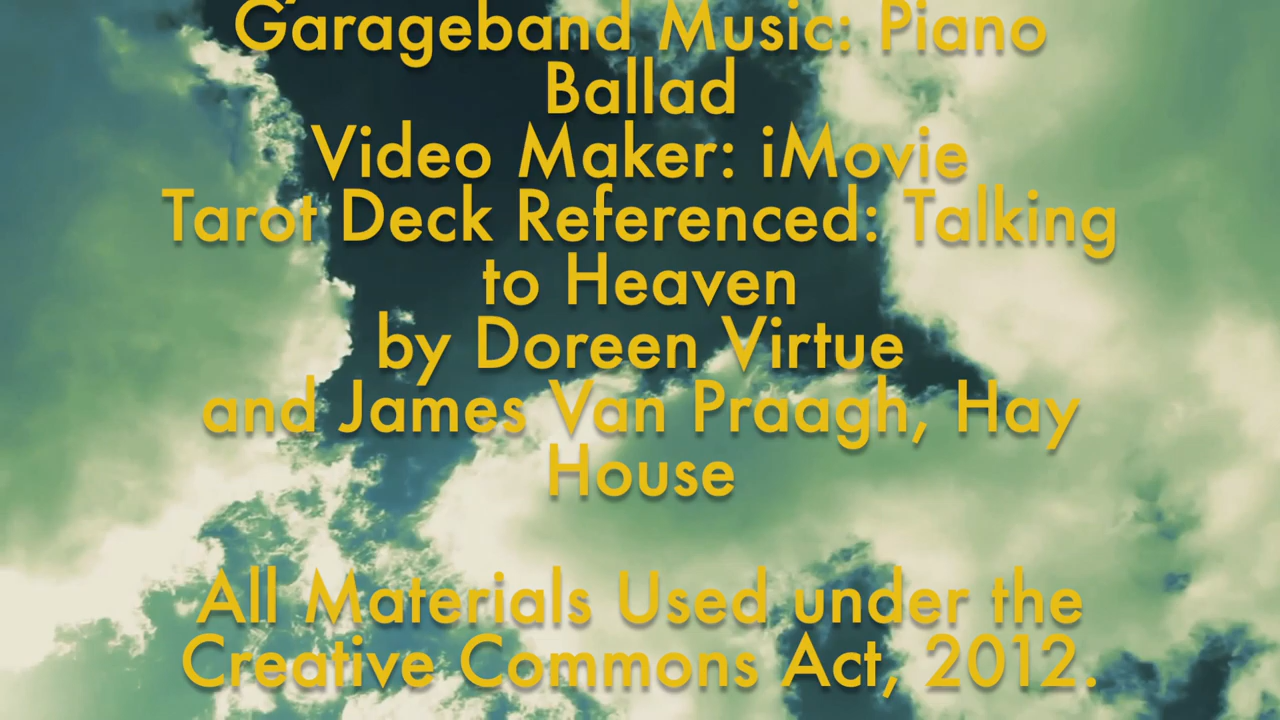 Garageband Music: Piano
Ballad
Video Maker: iMovie
Tarot Deck Referenced: Talking
to Heaven
by Doreen Virtue
and James Van Praagh, Hay
House
All Materials Used under the
Creative Commons Act, 2012.